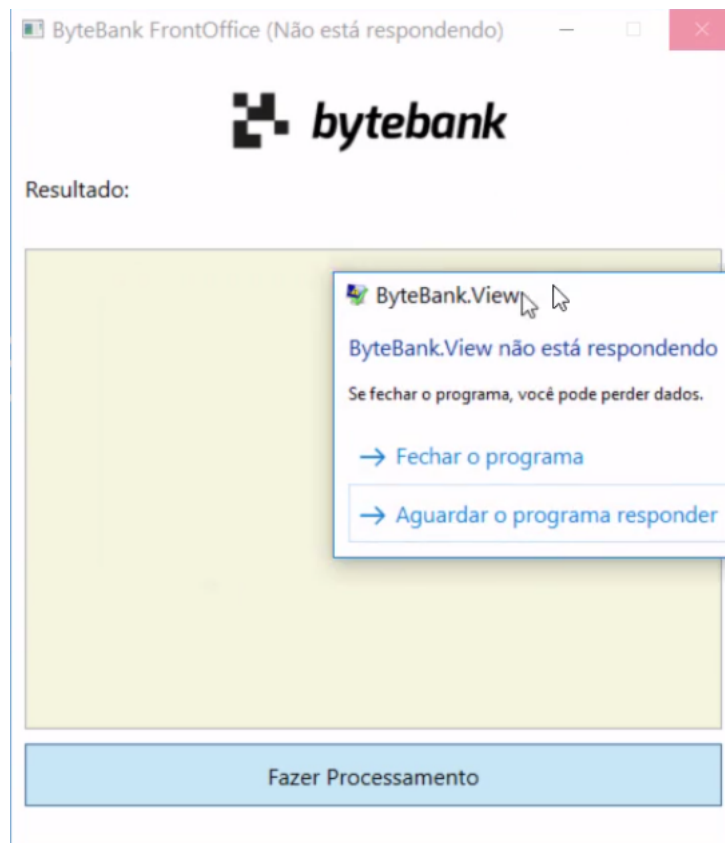 ByteBank FrontOffice (Não está respondendo)
bytebank
Resultado:
ByteBank.View
ByteBank.View não está respondendo
Se fechar o programa, você pode perder dados.
Fechar o programa
Aguardar o programa responder
Fazer Processamento